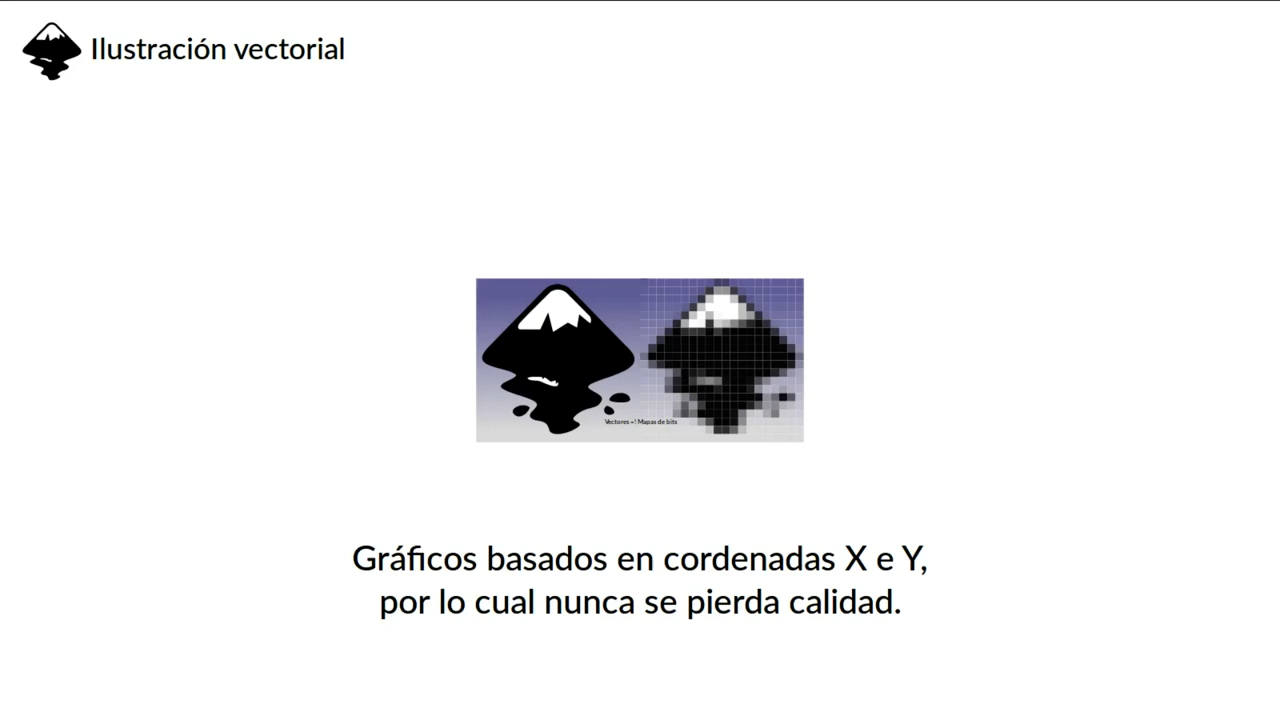 Ilustración vectorial
Vectores =! Mapas de bits
Gráficos basados en cordenadas X e Y,
por lo cual nunca se pierda calidad.